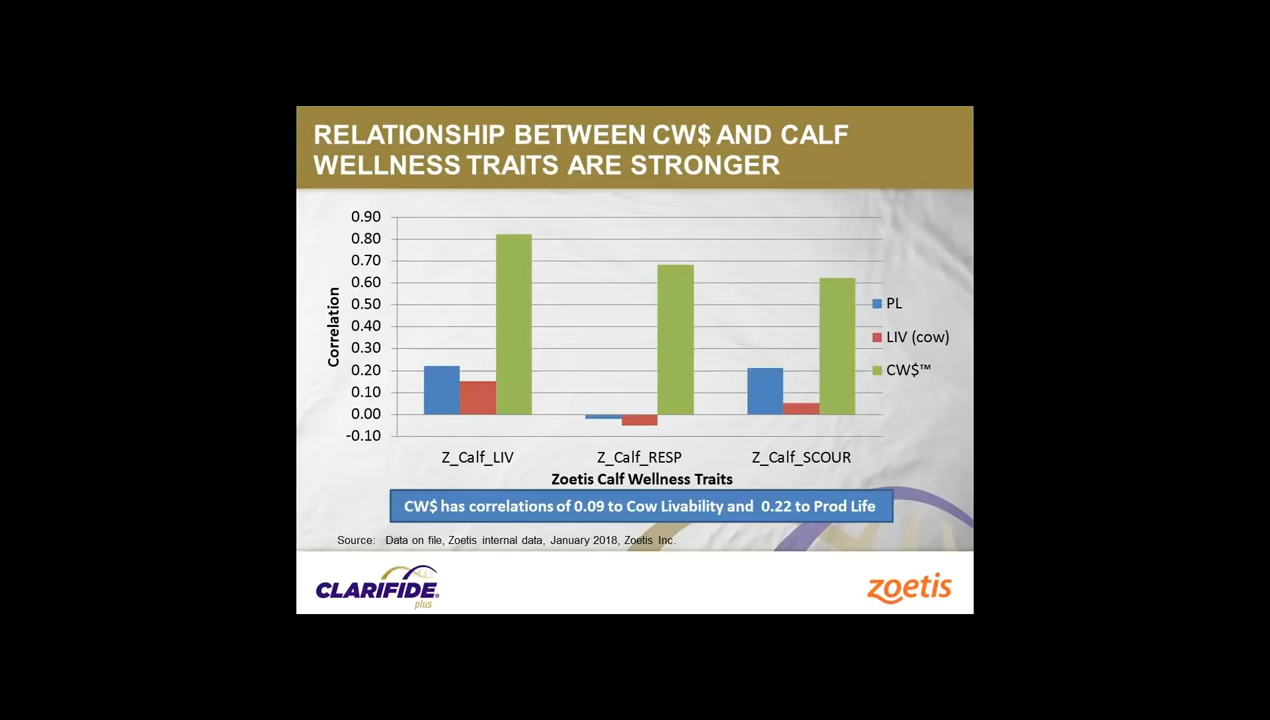 RELATIONSHIP BETWEEN CW$ AND CALF
WELLNESS TRAITS ARE STRONGER
0.90
0.80
0.70
0.60
0.50
0.40
0.30
0.20
0.10
0.00
-0.10
Correlation
PL
LIV (cow)
CW$™
Z_Calf_LIV Z_Calf_RESP Z_Calf_SCOUR
Zoetis Calf Wellness Traits
CW$ has correlations of 0.09 to Cow Livability and 0.22 to Prod Life
Source: Data on file, Zoetis internal data, January 2018, Zoetis Inc.
CLARIFIDE®
plus
zoetis